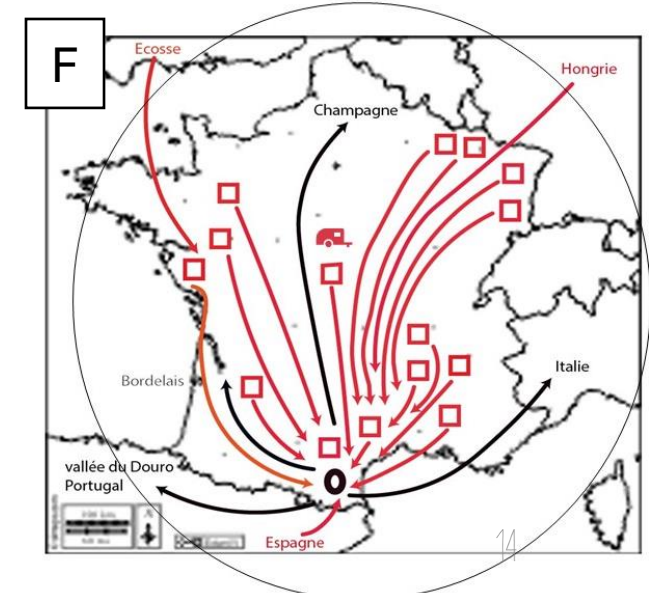 F
Ecosse
Hongrie
Champagne
Italie
Bordelais
vallée du Douro
Portugal
Espagne
14